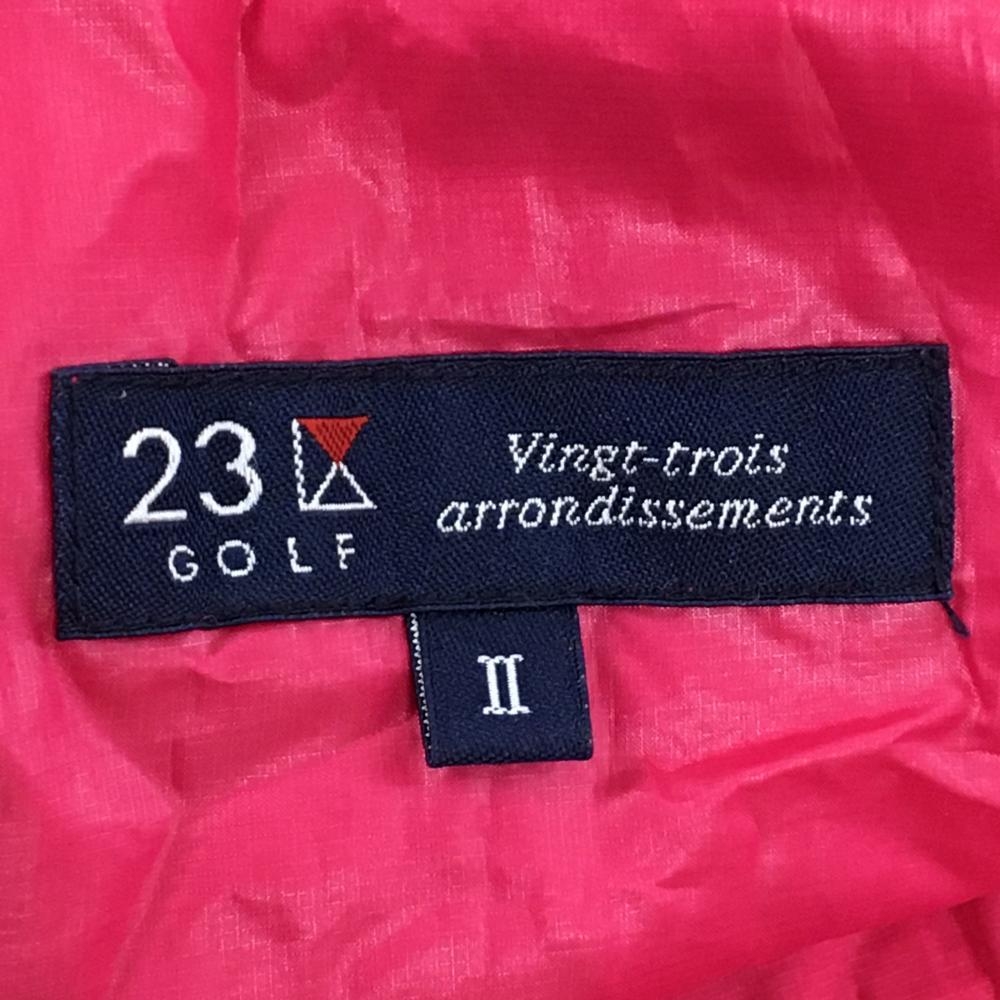 23
GOLF
Vingt-trois
arrondissements
II